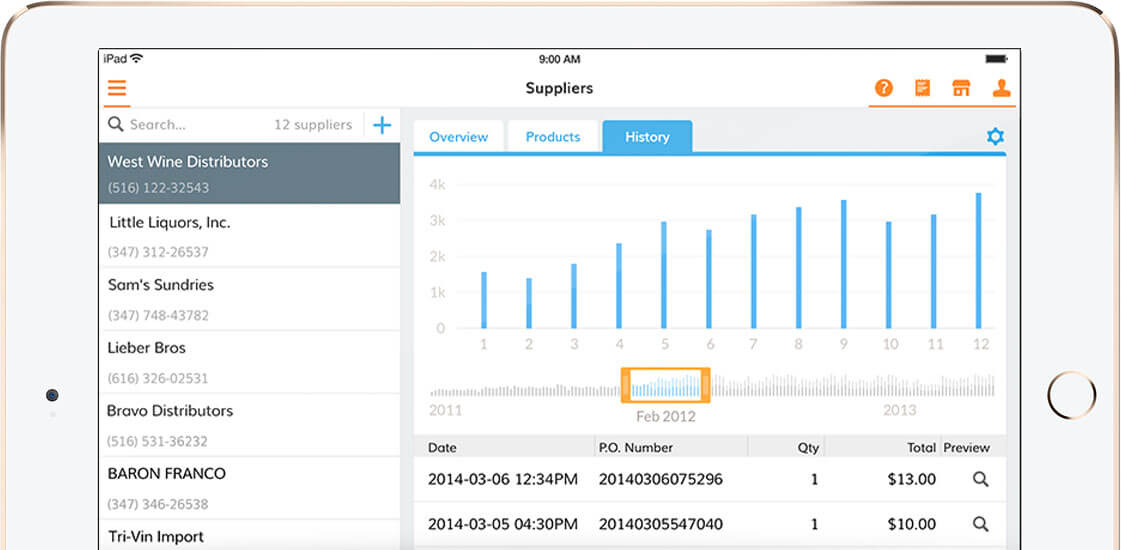 iPad
9:00 AM
Suppliers
Search...
12 suppliers
West Wine Distributors
(516) 122-32543
Little Liquors, Inc.
(347) 312-26537
Sam's Sundries
(347) 748-43782
Lieber Bros
(616) 326-02531
Bravo Distributors
(516) 531-36232
BARON FRANCO
(347) 346-26538
Tri-Vin Import
Overview Products History
4k
3k
2k
1k
0
1 2 3 4 5 6 7 8 9 10 11 12
2011 Feb 2012 2013
Date P.O. Number Qty Total Preview
2014-03-06 12:34PM 20140306075296 1 $13.00
2014-03-05 04:30PM 20140305547040 1 $10.00